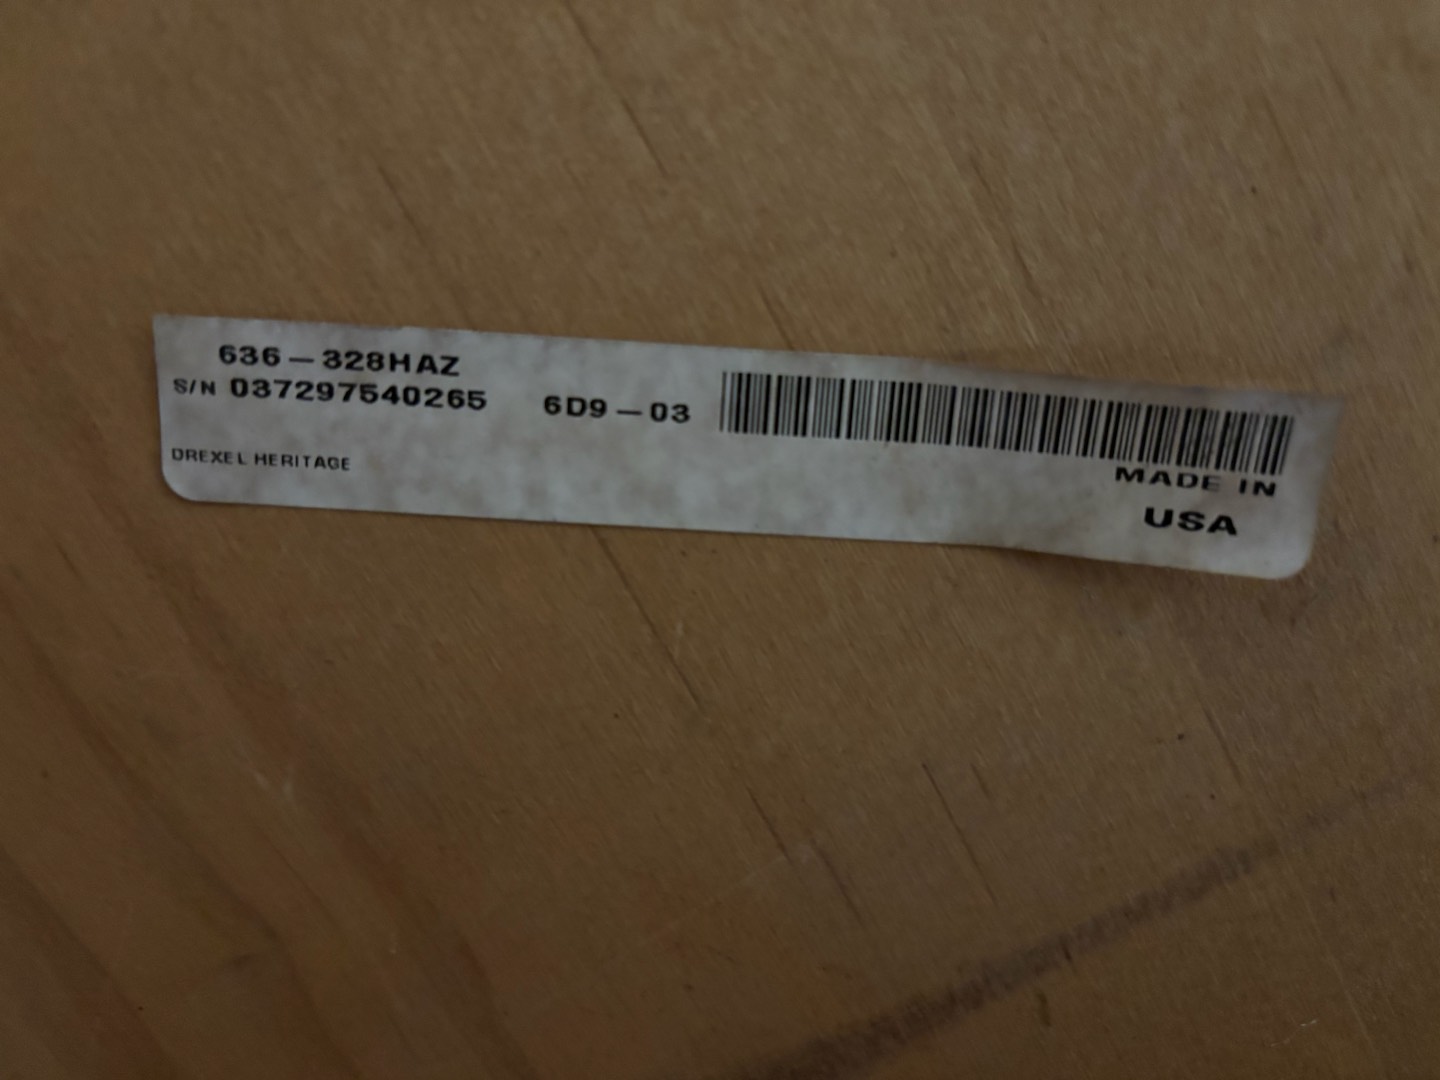 636-328HAZ
S/N 037297540265 6D9-03
DREXEL HERITAGE
MADE IN
USA